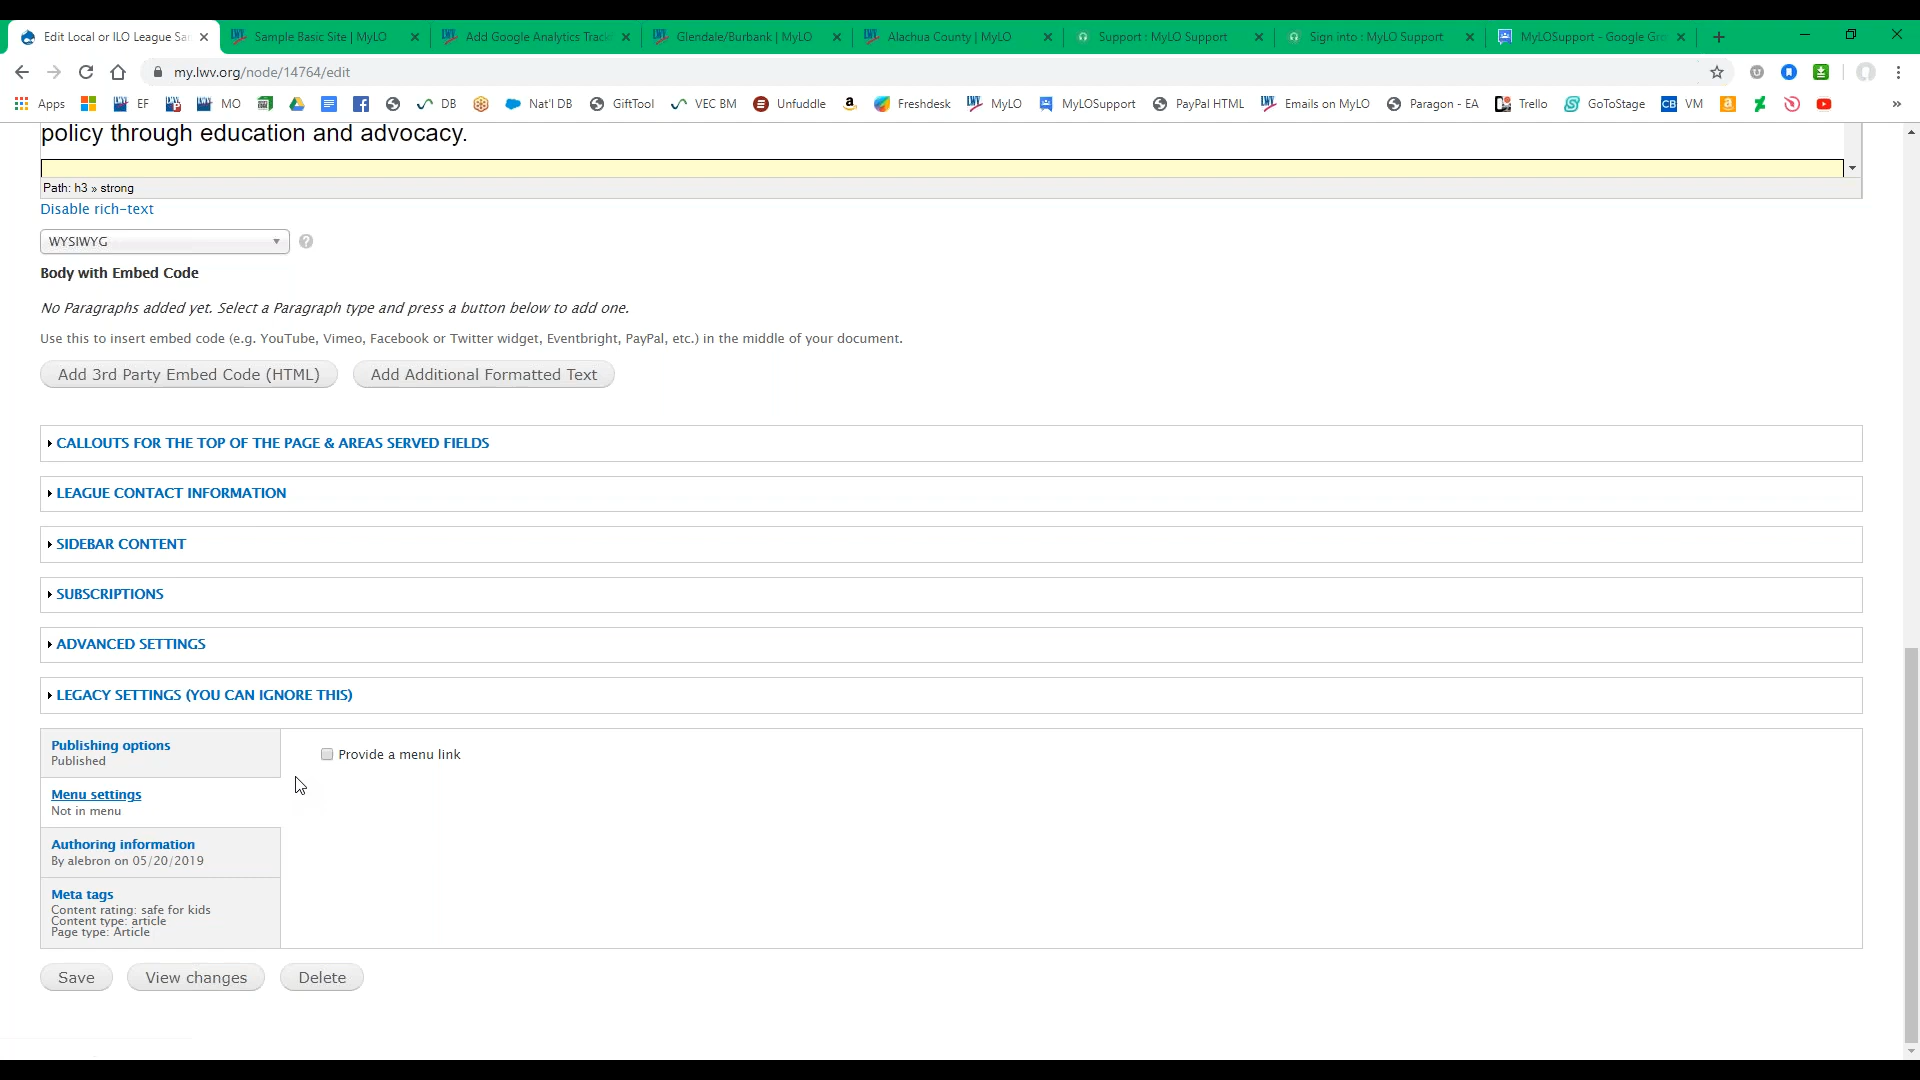 Edit Local or ILO League Sa
Sample Basic Site | MyLO
Add Google Analytics Track
Glendale/Burbank | MyLO
Alachua County | MyLO
Support : MyLO Support
Sign into : MyLO Support
MyLOSupport - Google Gro
my.lwv.org/node/14764/edit
Apps
EF
MO
DB
Nat'l DB
GiftTool
VEC BM
Unfuddle
Freshdesk
MyLO
MyLOSupport
PayPal HTML
Emails on MyLO
Paragon - EA
Trello
GoToStage
CB VM
policy through education and advocacy.
Path: h3 » strong
Disable rich-text
WYSIWYG
Body with Embed Code
No Paragraphs added yet. Select a Paragraph type and press a button below to add one.
Use this to insert embed code (e.g. YouTube, Vimeo, Facebook or Twitter widget, Eventbright, PayPal, etc.) in the middle of your document.
Add 3rd Party Embed Code (HTML)
Add Additional Formatted Text
CALLOUTS FOR THE TOP OF THE PAGE & AREAS SERVED FIELDS
LEAGUE CONTACT INFORMATION
SIDEBAR CONTENT
SUBSCRIPTIONS
ADVANCED SETTINGS
LEGACY SETTINGS (YOU CAN IGNORE THIS)
Publishing options
Published
Provide a menu link
Menu settings
Not in menu
Authoring information
By alebron on 05/20/2019
Meta tags
Content rating: safe for kids
Content type: article
Page type: Article
Save
View changes
Delete